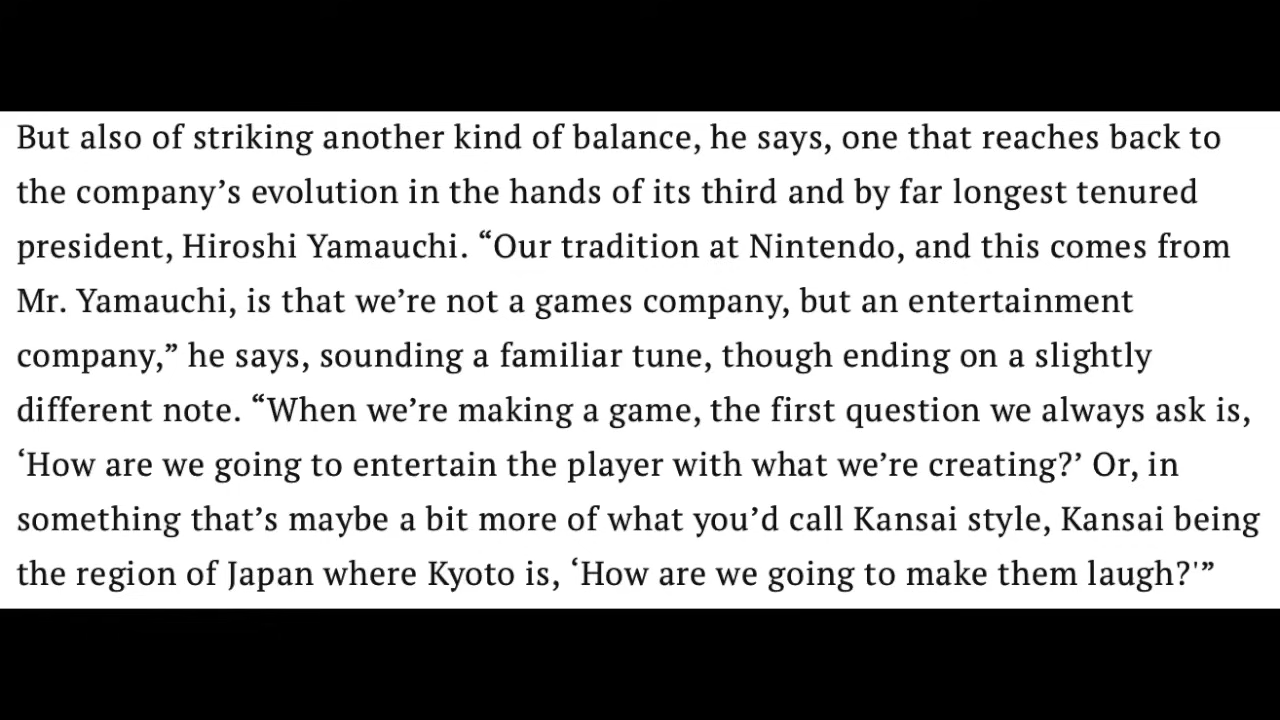 But also of striking another kind of balance, he says, one that reaches back to
the company’s evolution in the hands of its third and by far longest tenured
president, Hiroshi Yamauchi. “Our tradition at Nintendo, and this comes from
Mr. Yamauchi, is that we’re not a games company, but an entertainment
company,” he says, sounding a familiar tune, though ending on a slightly
different note. “When we’re making a game, the first question we always ask is,
‘How are we going to entertain the player with what we’re creating?’ Or, in
something that’s maybe a bit more of what you’d call Kansai style, Kansai being
the region of Japan where Kyoto is, ‘How are we going to make them laugh?'”